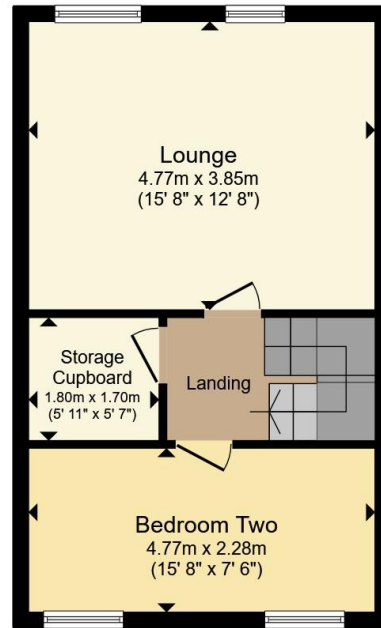 Lounge
4.77m x 3.85m
(15' 8" x 12' 8")
Storage
Cupboard
1.80m x 1.70m
(5' 11" x 5' 7")
Landing
Bedroom Two
4.77m x 2.28m
(15' 8" x 7' 6")